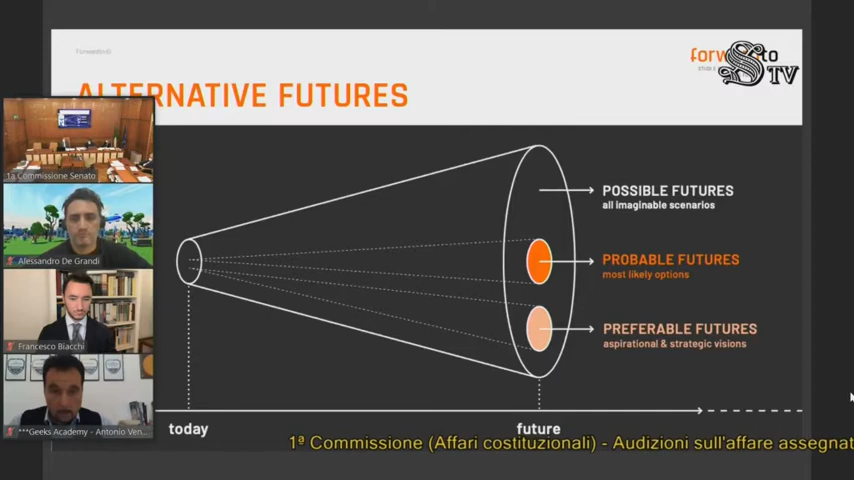 Forwardto©
forwardto
slide
STV
ALTERNATIVE FUTURES
1a Commissione Senato
Alessandro De Grandi
Francesco Biacchi
***Geeks Academy - Antonio Ven...
POSSIBLE FUTURES
all imaginable scenarios
PROBABLE FUTURES
most likely options
PREFERABLE FUTURES
aspirational & strategic visions
today
future
1ª Commissione (Affari costituzionali) - Audizioni sull'affare assegnat